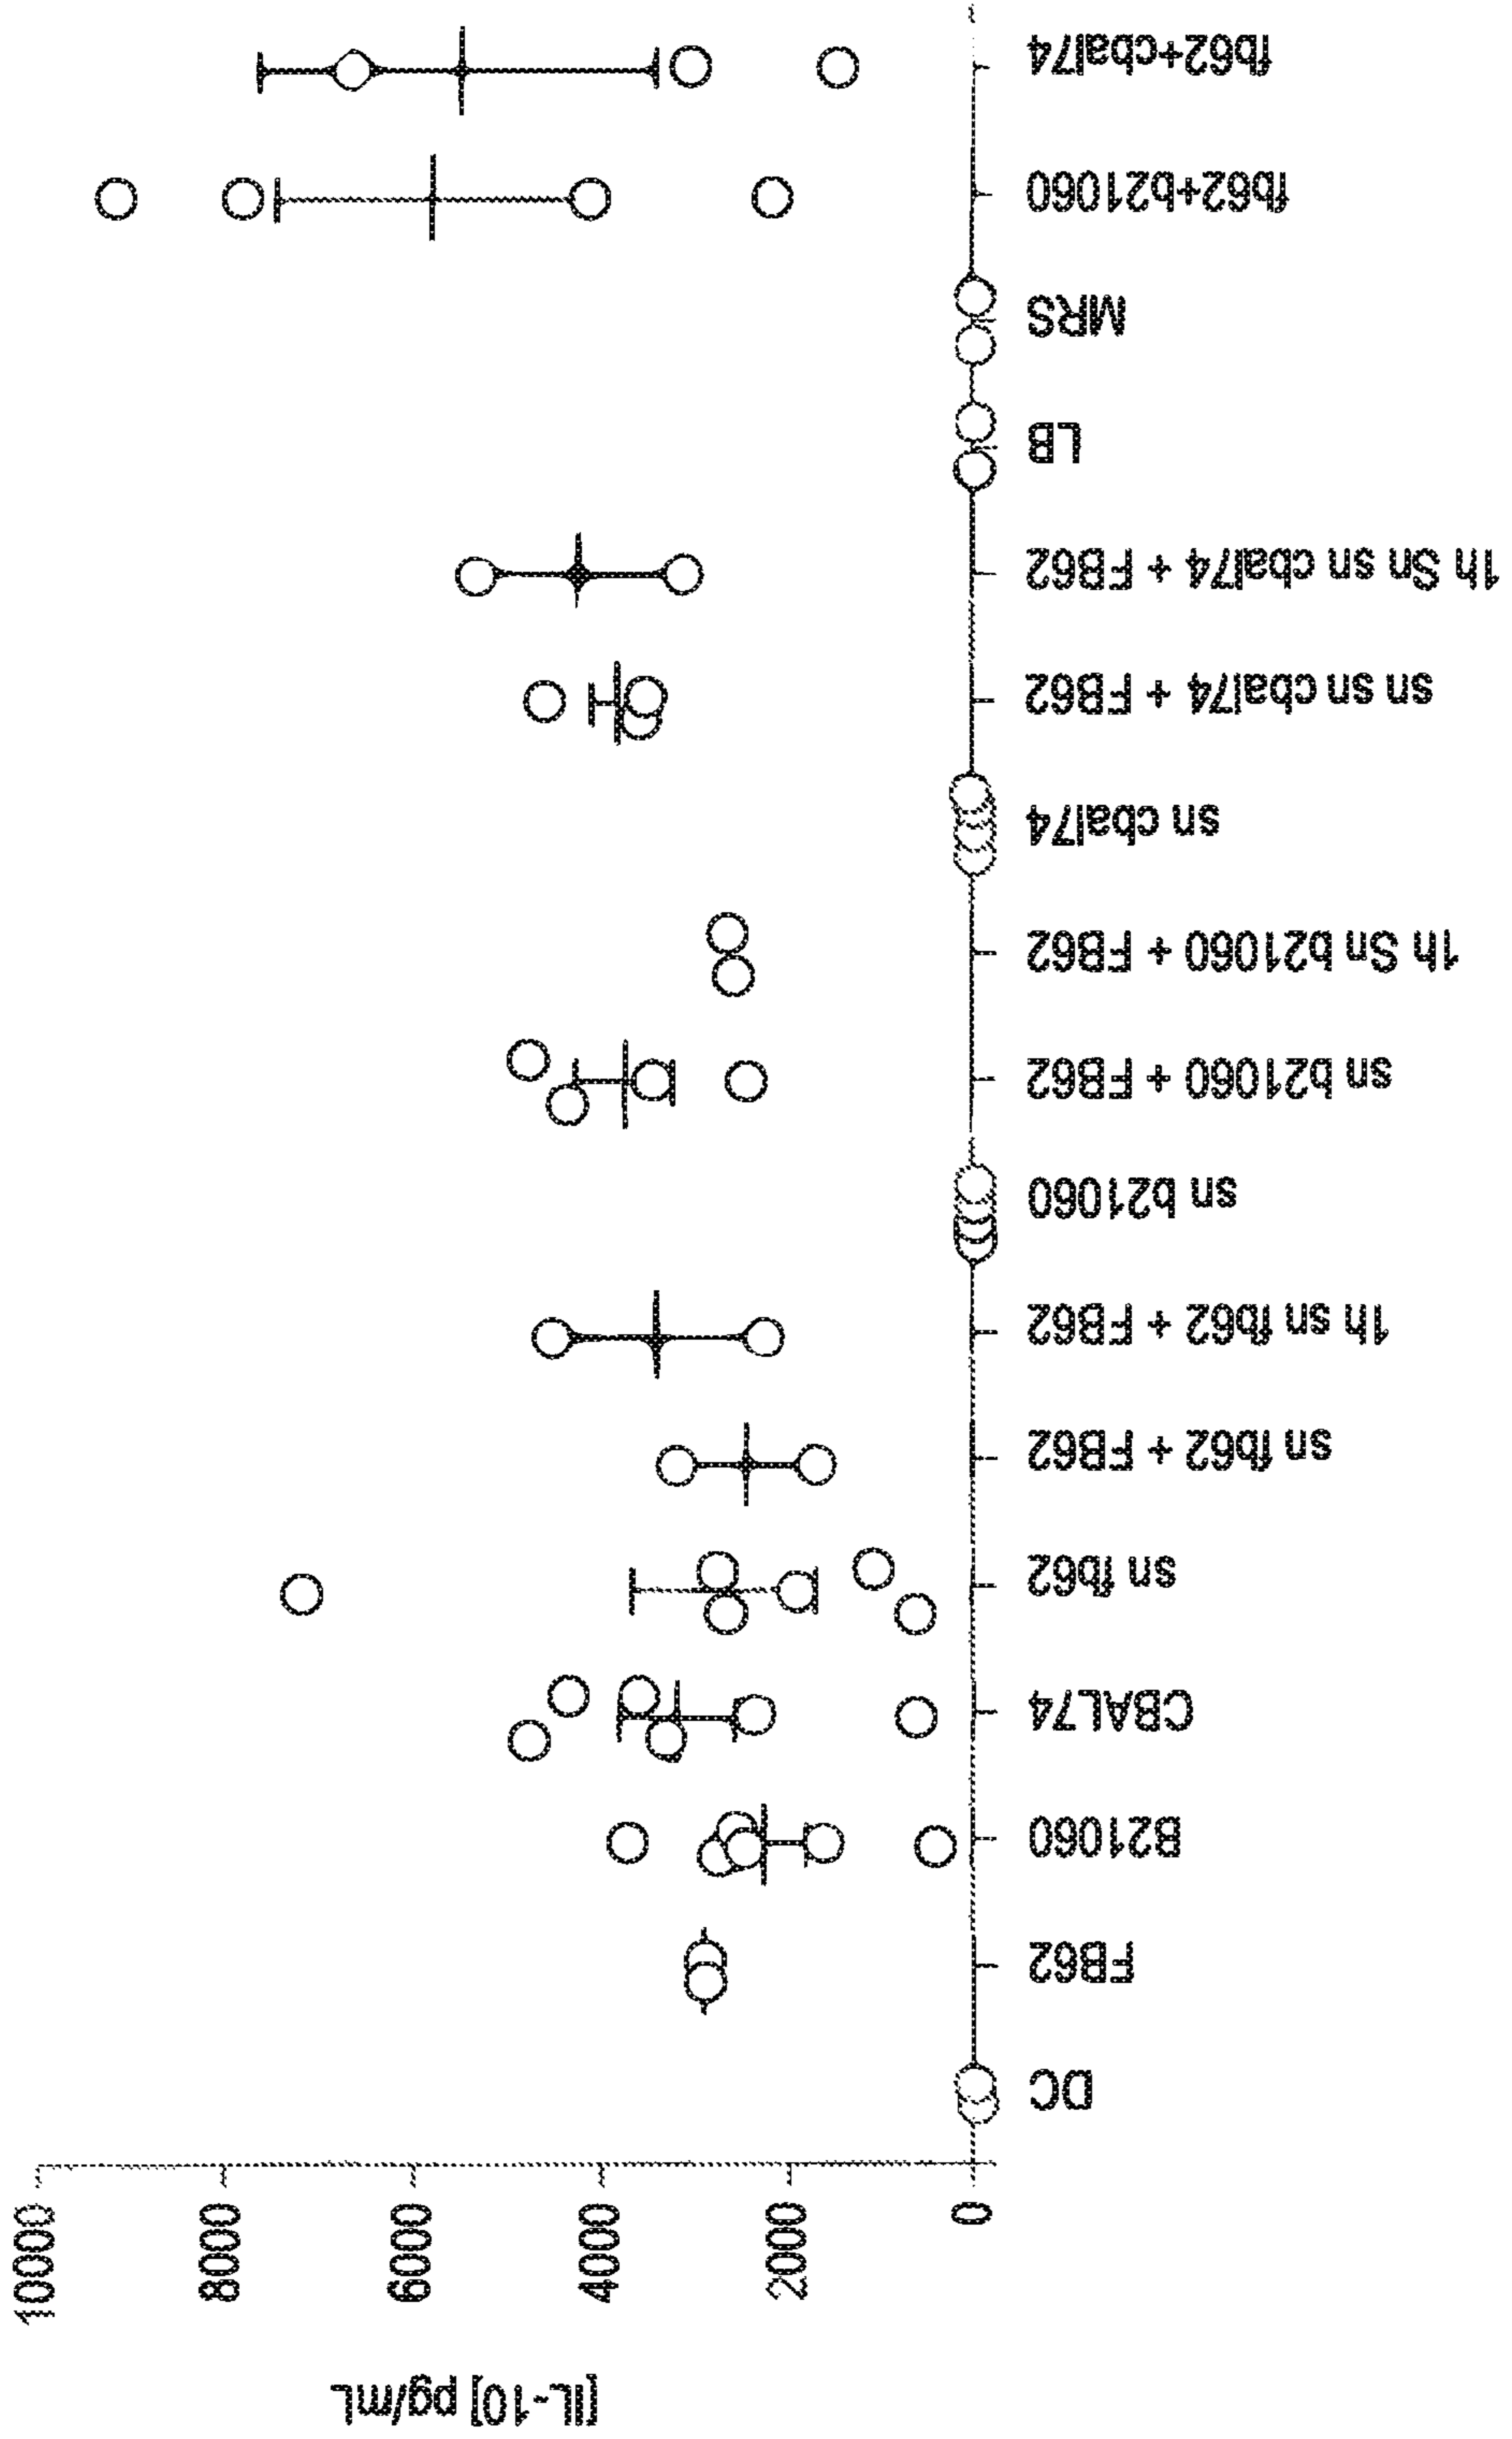 [IL-10] pg/mL
10000
8000
6000
4000
2000
0
DC
FB62
B21060
CBAL74
sn fb62
sn fb62 + FB62
1h sn fb62 + FB62
sn b21060
sn b21060 + FB62
1h Sn b21060 + FB62
sn cbal74
sn sn cbal74 + FB62
1h Sn sn cbal74 + FB62
LB
MRS
fb62+b21060
fb62+cbal74